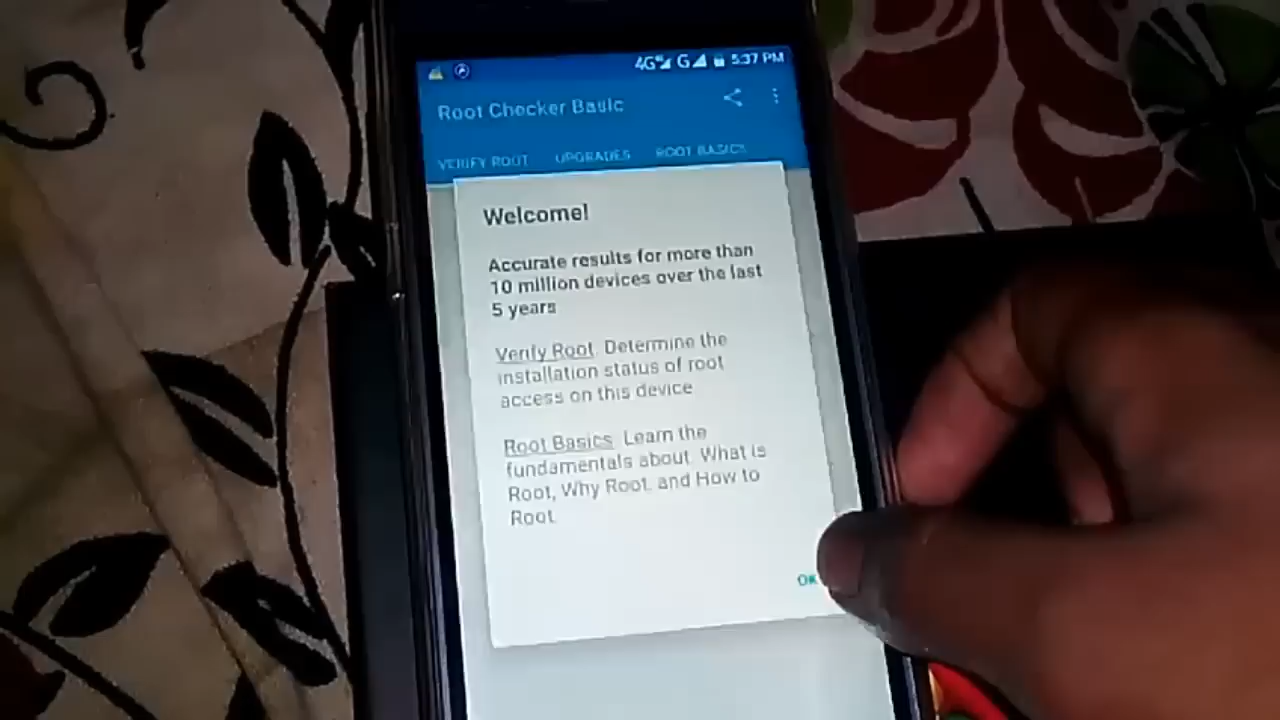 4G G 5:37 PM
Root Checker Basic
VERIFY ROOT UPGRADES ROOT BASICS
Welcome!
Accurate results for more than
10 million devices over the last
5 years
Verify Root. Determine the
installation status of root
access on this device
Root Basics. Learn the
fundamentals about. What is
Root, Why Root, and How to
Root.
OK